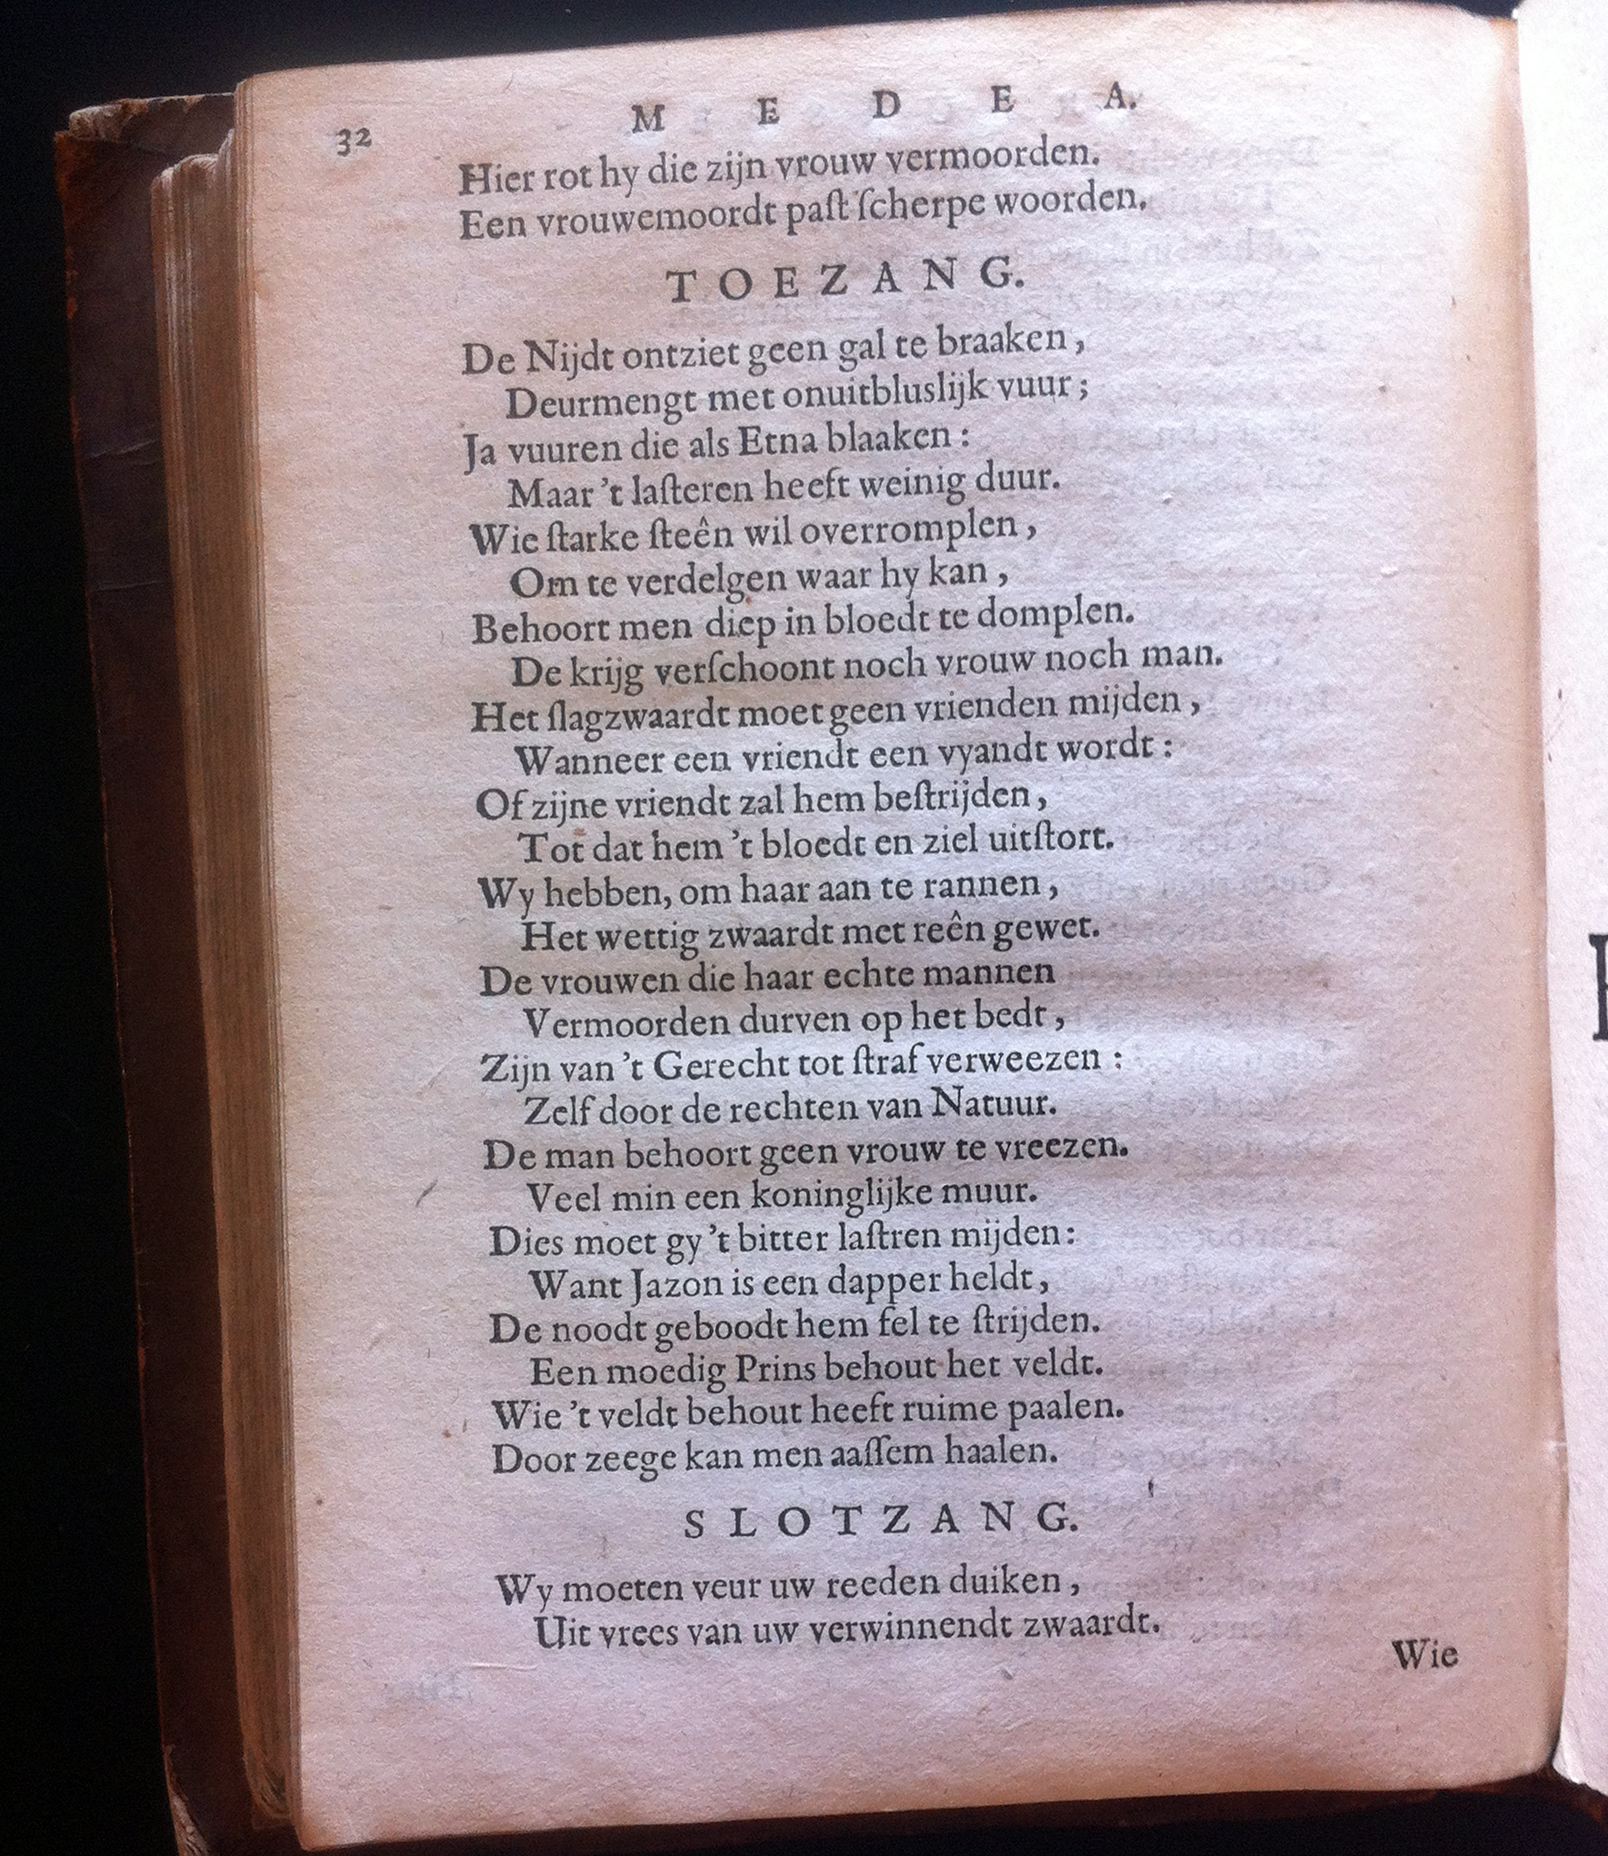 32 M E D E A.
Hier rot hy die zijn vrouw vermoorden.
Een vrouwemoordt paſt ſcherpe woorden.
T O E Z A N G.
De Nijdt ontziet geen gal te braaken,
Deurmengt met onuitbluslijk vuur;
Ja vuuren die als Etna blaaken:
Maar 't laſteren heeft weinig duur.
Wie ſtarke ſteên wil overromplen,
Om te verdelgen waar hy kan,
Behoort men diep in bloedt te domplen.
De krijg verſchoont noch vrouw noch man.
Het ſlagzwaardt moet geen vrienden mijden,
Wanneer een vriendt een vyandt wordt:
Of zijne vriendt zal hem beſtrijden,
Tot dat hem 't bloedt en ziel uitſtort.
Wy hebben, om haar aan te rannen,
Het wettig zwaardt met reên gewet.
De vrouwen die haar echte mannen
Vermoorden durven op het bedt,
Zijn van 't Gerecht tot ſtraf verweezen:
Zelf door de rechten van Natuur.
De man behoort geen vrouw te vreezen.
Veel min een koninglijke muur.
Dies moet gy 't bitter laſtren mijden:
Want Jazon is een dapper heldt,
De noodt geboodt hem fel te ſtrijden.
Een moedig Prins behout het veldt.
Wie 't veldt behout heeft ruime paalen.
Door zeege kan men aaſſem haalen.
S L O T Z A N G.
Wy moeten veur uw reeden duiken,
Uit vrees van uw verwinnendt zwaardt.
Wie